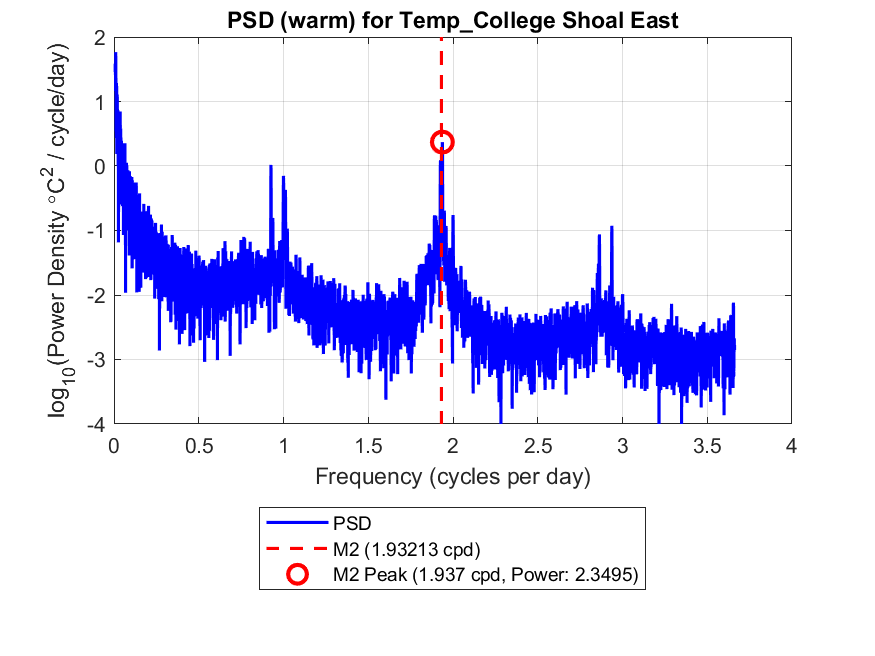 PSD (warm) for Temp_College Shoal East
log10(Power Density °C2 / cycle/day)
2
1
0
-1
-2
-3
-4
0 0.5 1 1.5 2 2.5 3 3.5 4
Frequency (cycles per day)
PSD
M2 (1.93213 cpd)
M2 Peak (1.937 cpd, Power: 2.3495)